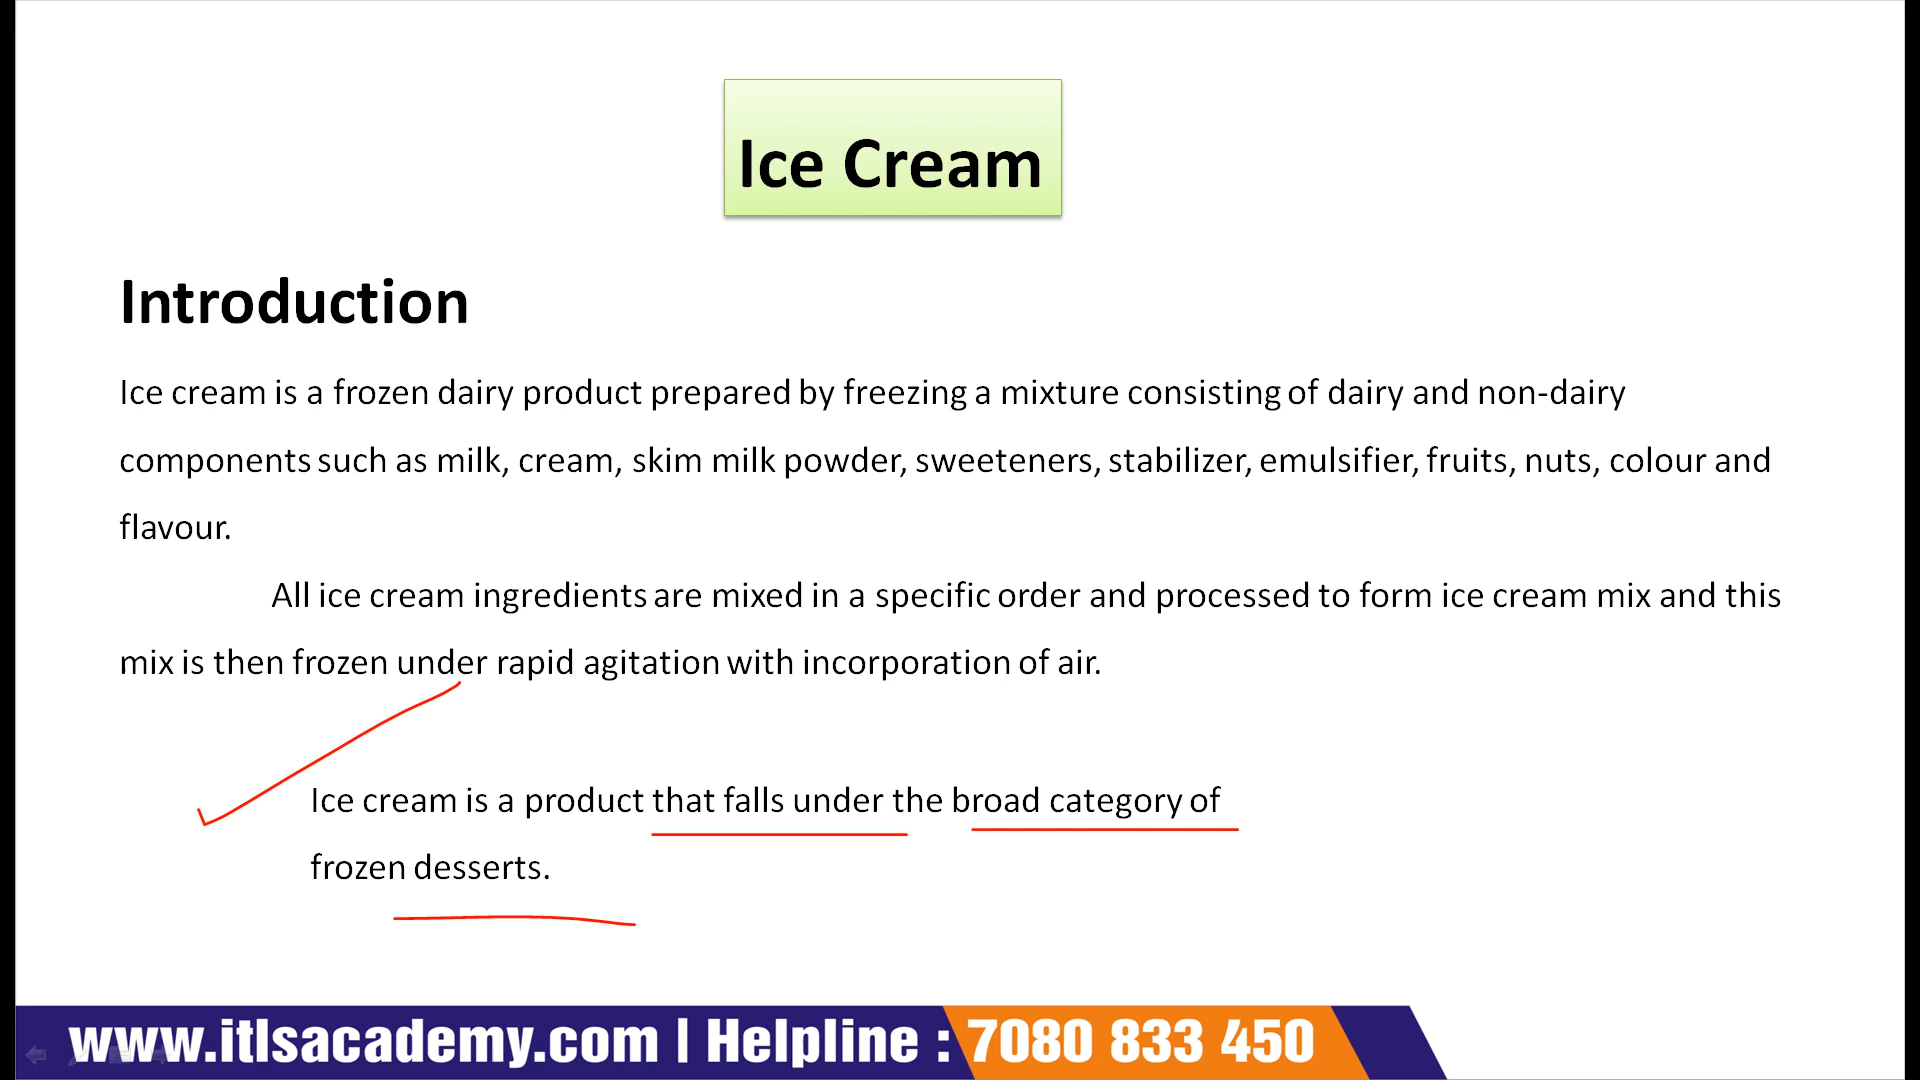 Ice Cream
Introduction
Ice cream is a frozen dairy product prepared by freezing a mixture consisting of dairy and non-dairy
components such as milk, cream, skim milk powder, sweeteners, stabilizer, emulsifier, fruits, nuts, colour and
flavour.
All ice cream ingredients are mixed in a specific order and processed to form ice cream mix and this
mix is then frozen under rapid agitation with incorporation of air.
Ice cream is a product that falls under the broad category of
frozen desserts.
www.itlsacademy.com | Helpline : 7080 833 450